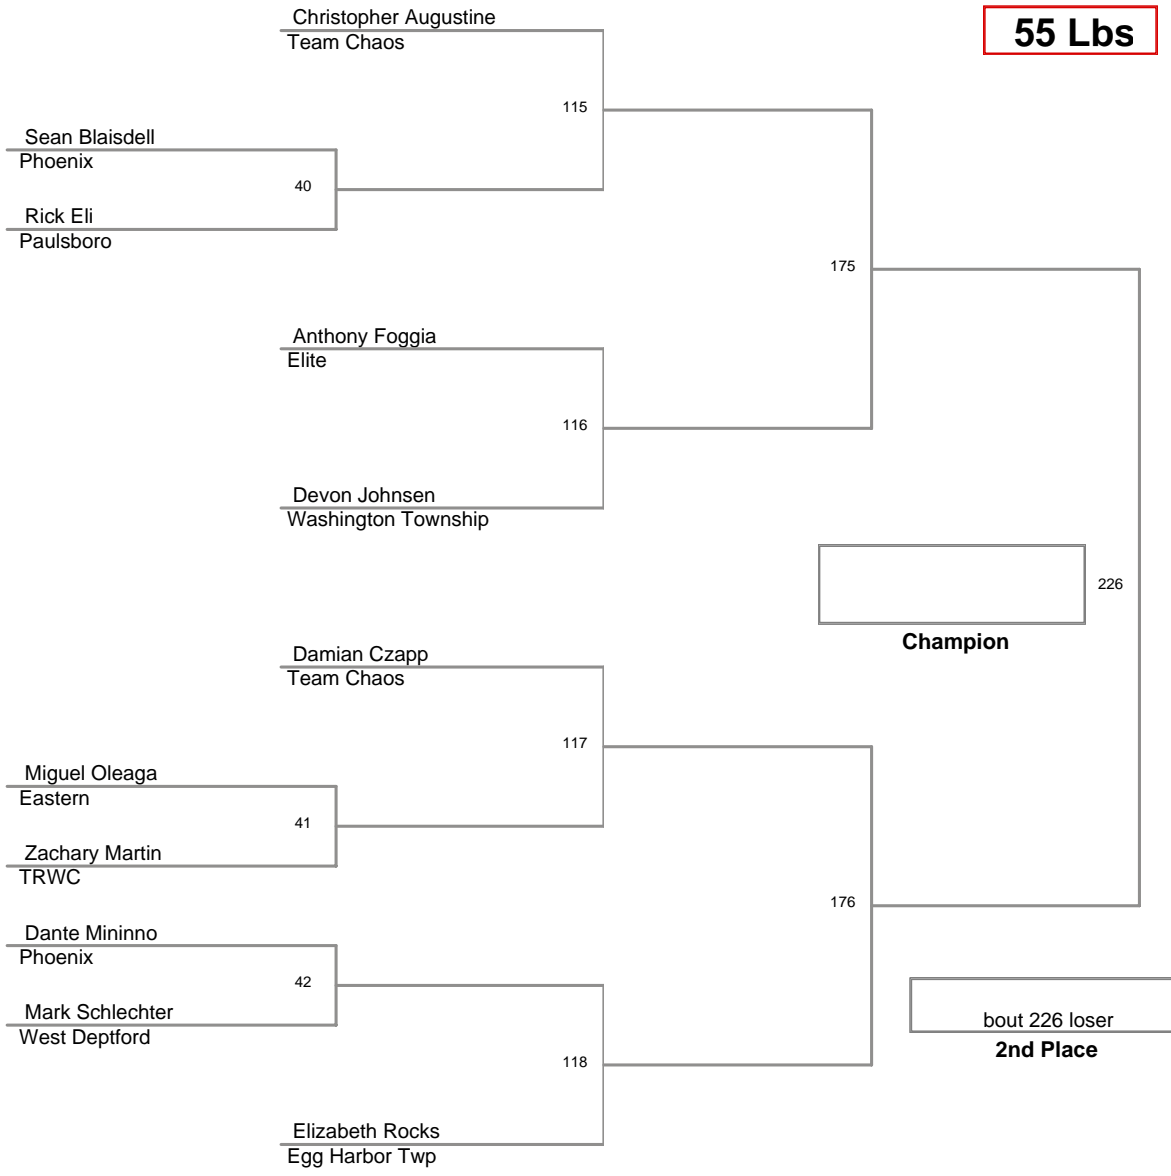 Christopher Augustine
Team Chaos
55 Lbs
115
Sean Blaisdell
Phoenix
40
Rick Eli
Paulsboro
175
Anthony Foggia
Elite
116
Devon Johnsen
Washington Township
226
Champion
Damian Czapp
Team Chaos
117
Miguel Oleaga
Eastern
41
Zachary Martin
TRWC
176
Dante Mininno
Phoenix
42
Mark Schlechter
West Deptford
bout 226 loser
2nd Place
118
Elizabeth Rocks
Egg Harbor Twp